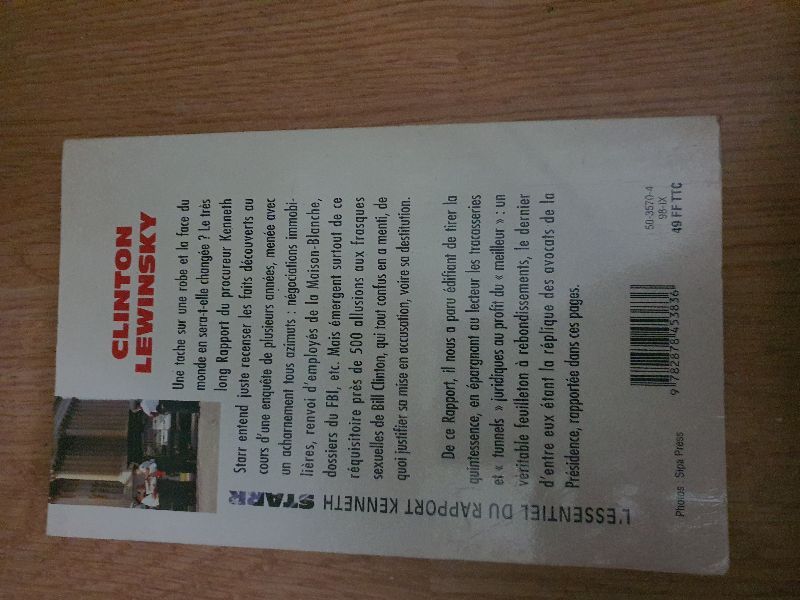 CLINTON
LEWINSKY
Une tache sur une robe et la face du
monde en sera-t-elle changée ? Le très
long Rapport du procureur Kenneth
Starr entend juste recenser les faits découverts au
cours d'une enquête de plusieurs années, menée avec
un acharnement tous azimuts : négociations immobi-
lières, renvoi d'employés de la Maison-Blanche,
dossiers du FBI, etc. Mais émergent surtout de ce
réquisitoire près de 500 allusions aux frasques
sexuelles de Bill Clinton, qui tout confus en a menti, de
quoi justifier sa mise en accusation, voire sa destitution.
De ce Rapport, il nous a paru édifiant de tirer la
quintessence, en épargnant au lecteur les tracasseries
et « tunnels » juridiques au profit du « meilleur » : un
véritable feuilleton à rebondissements, le dernier
d'entre eux étant la réplique des avocats de la
Présidence, rapportée dans ces pages.
L'ESSENTIEL DU RAPPORT KENNETH STARR
Photos : Sipa Press
9 782878 453836
50-3570-4
98-IX
49 FF TTC